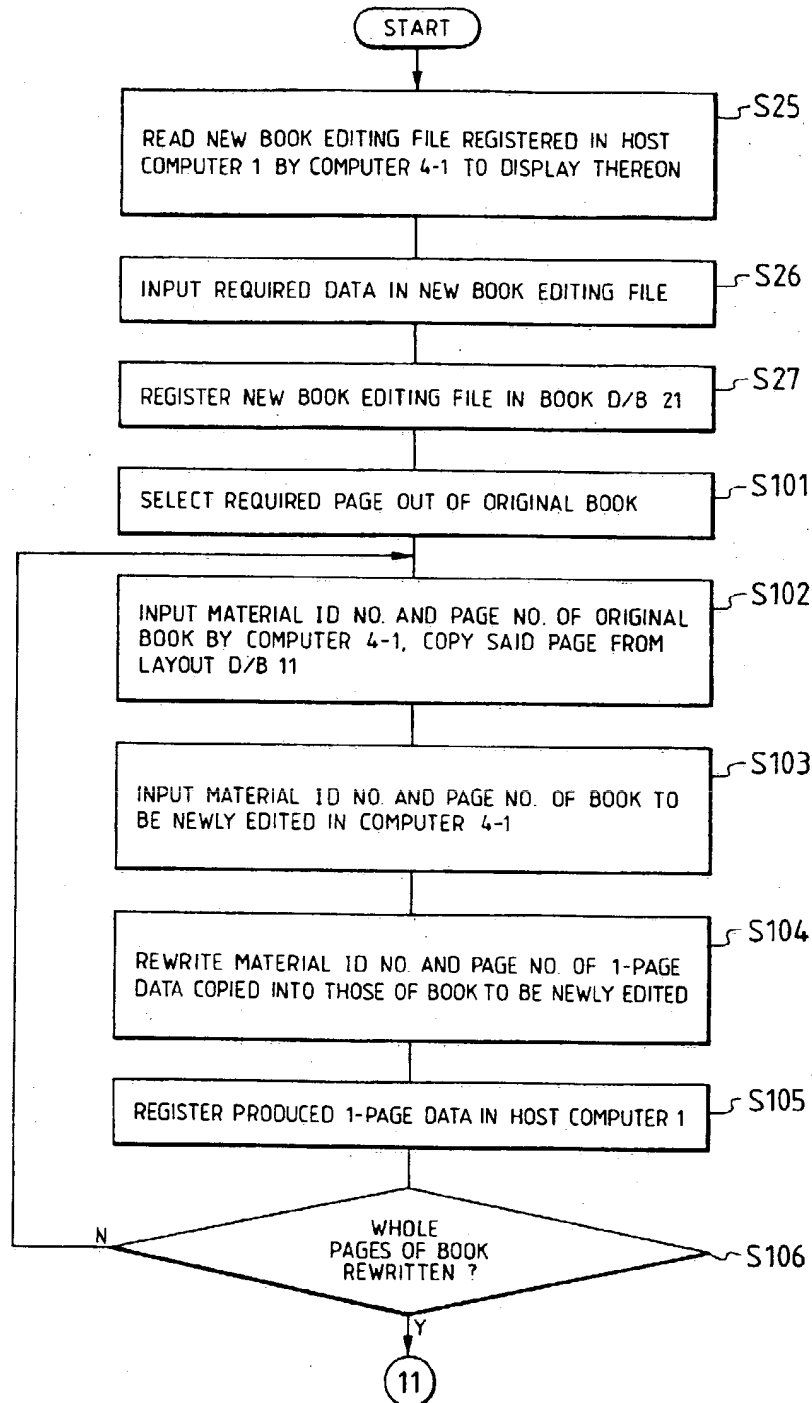 START
S25
READ NEW BOOK EDITING FILE REGISTERED IN HOST
COMPUTER 1 BY COMPUTER 4-1 TO DISPLAY THEREON
S26
INPUT REQUIRED DATA IN NEW BOOK EDITING FILE
S27
REGISTER NEW BOOK EDITING FILE IN BOOK D/B 21
S101
SELECT REQUIRED PAGE OUT OF ORIGINAL BOOK
S102
INPUT MATERIAL ID NO. AND PAGE NO. OF ORIGINAL
BOOK BY COMPUTER 4-1, COPY SAID PAGE FROM
LAYOUT D/B 11
S103
INPUT MATERIAL ID NO. AND PAGE NO. OF BOOK TO
BE NEWLY EDITED IN COMPUTER 4-1
S104
REWRITE MATERIAL ID NO. AND PAGE NO. OF 1-PAGE
DATA COPIED INTO THOSE OF BOOK TO BE NEWLY EDITED
S105
REGISTER PRODUCED 1-PAGE DATA IN HOST COMPUTER 1
N
WHOLE
PAGES OF BOOK
REWRITTEN ?
S106
Y
11